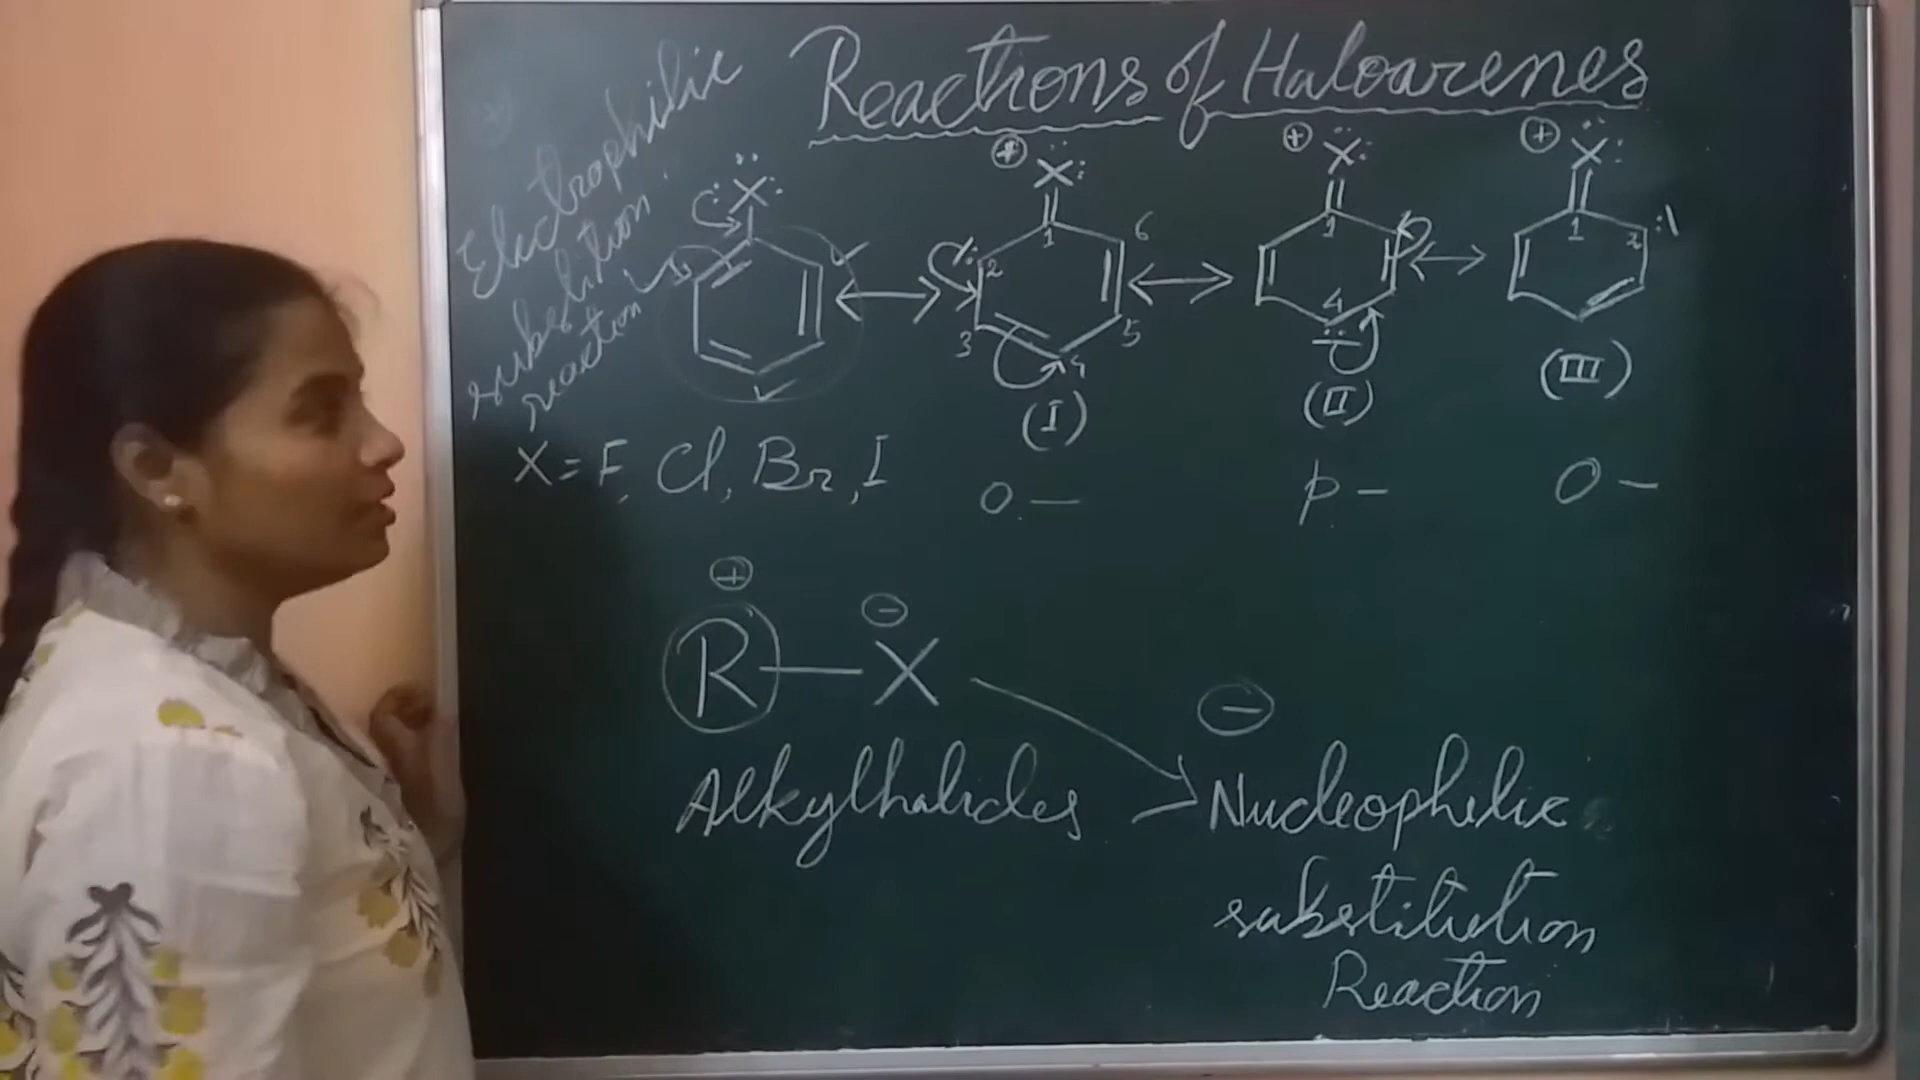 Reactions of Haloarenes
Electrophilic
substitution
reaction
X X X X
1 2 3 4 5 6
1 4
1 2
(I) (II) (III)
X = F, Cl, Br, I
O — p — O —
R — X
Alkylhalides
Nucleophilic
substitution
Reaction